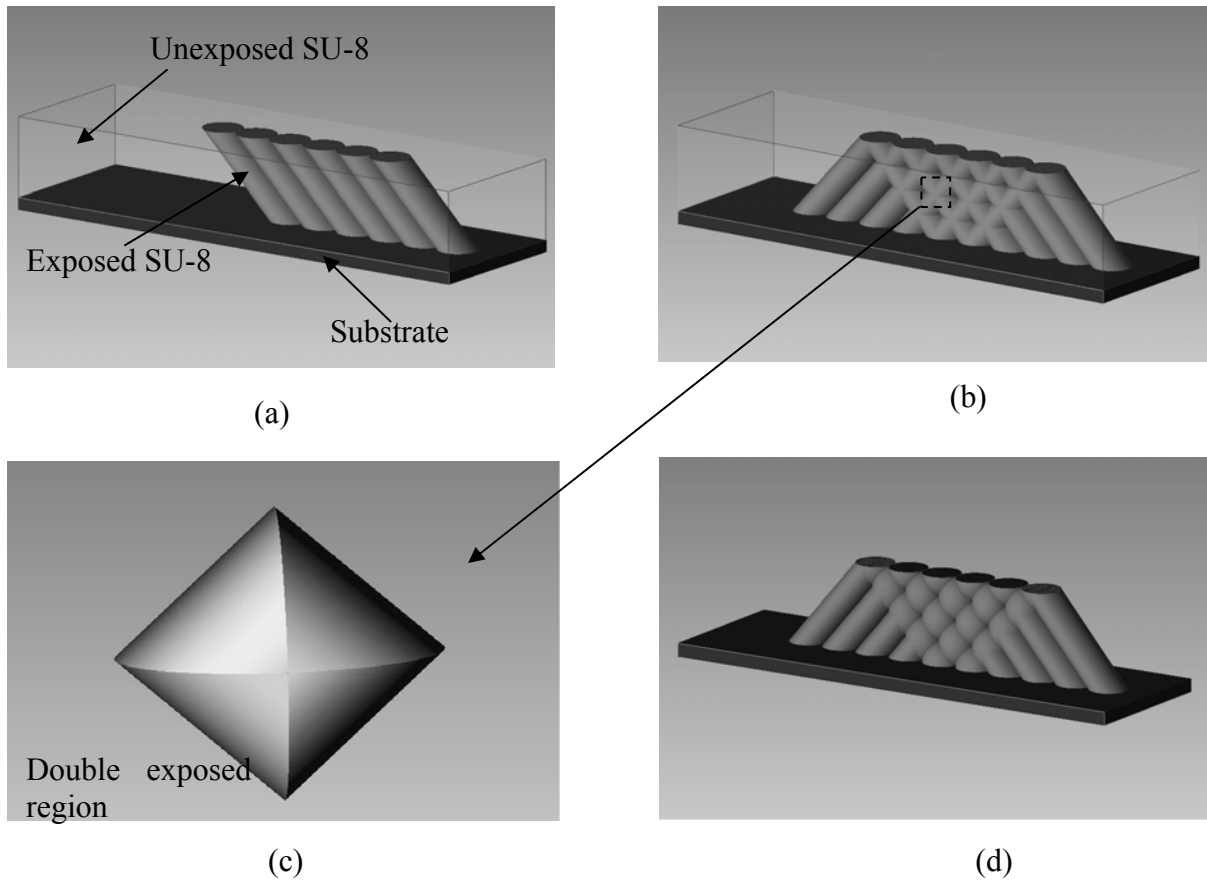 Unexposed SU-8
Exposed SU-8
Substrate
(a)
(b)
Double exposed
region
(c)
(d)